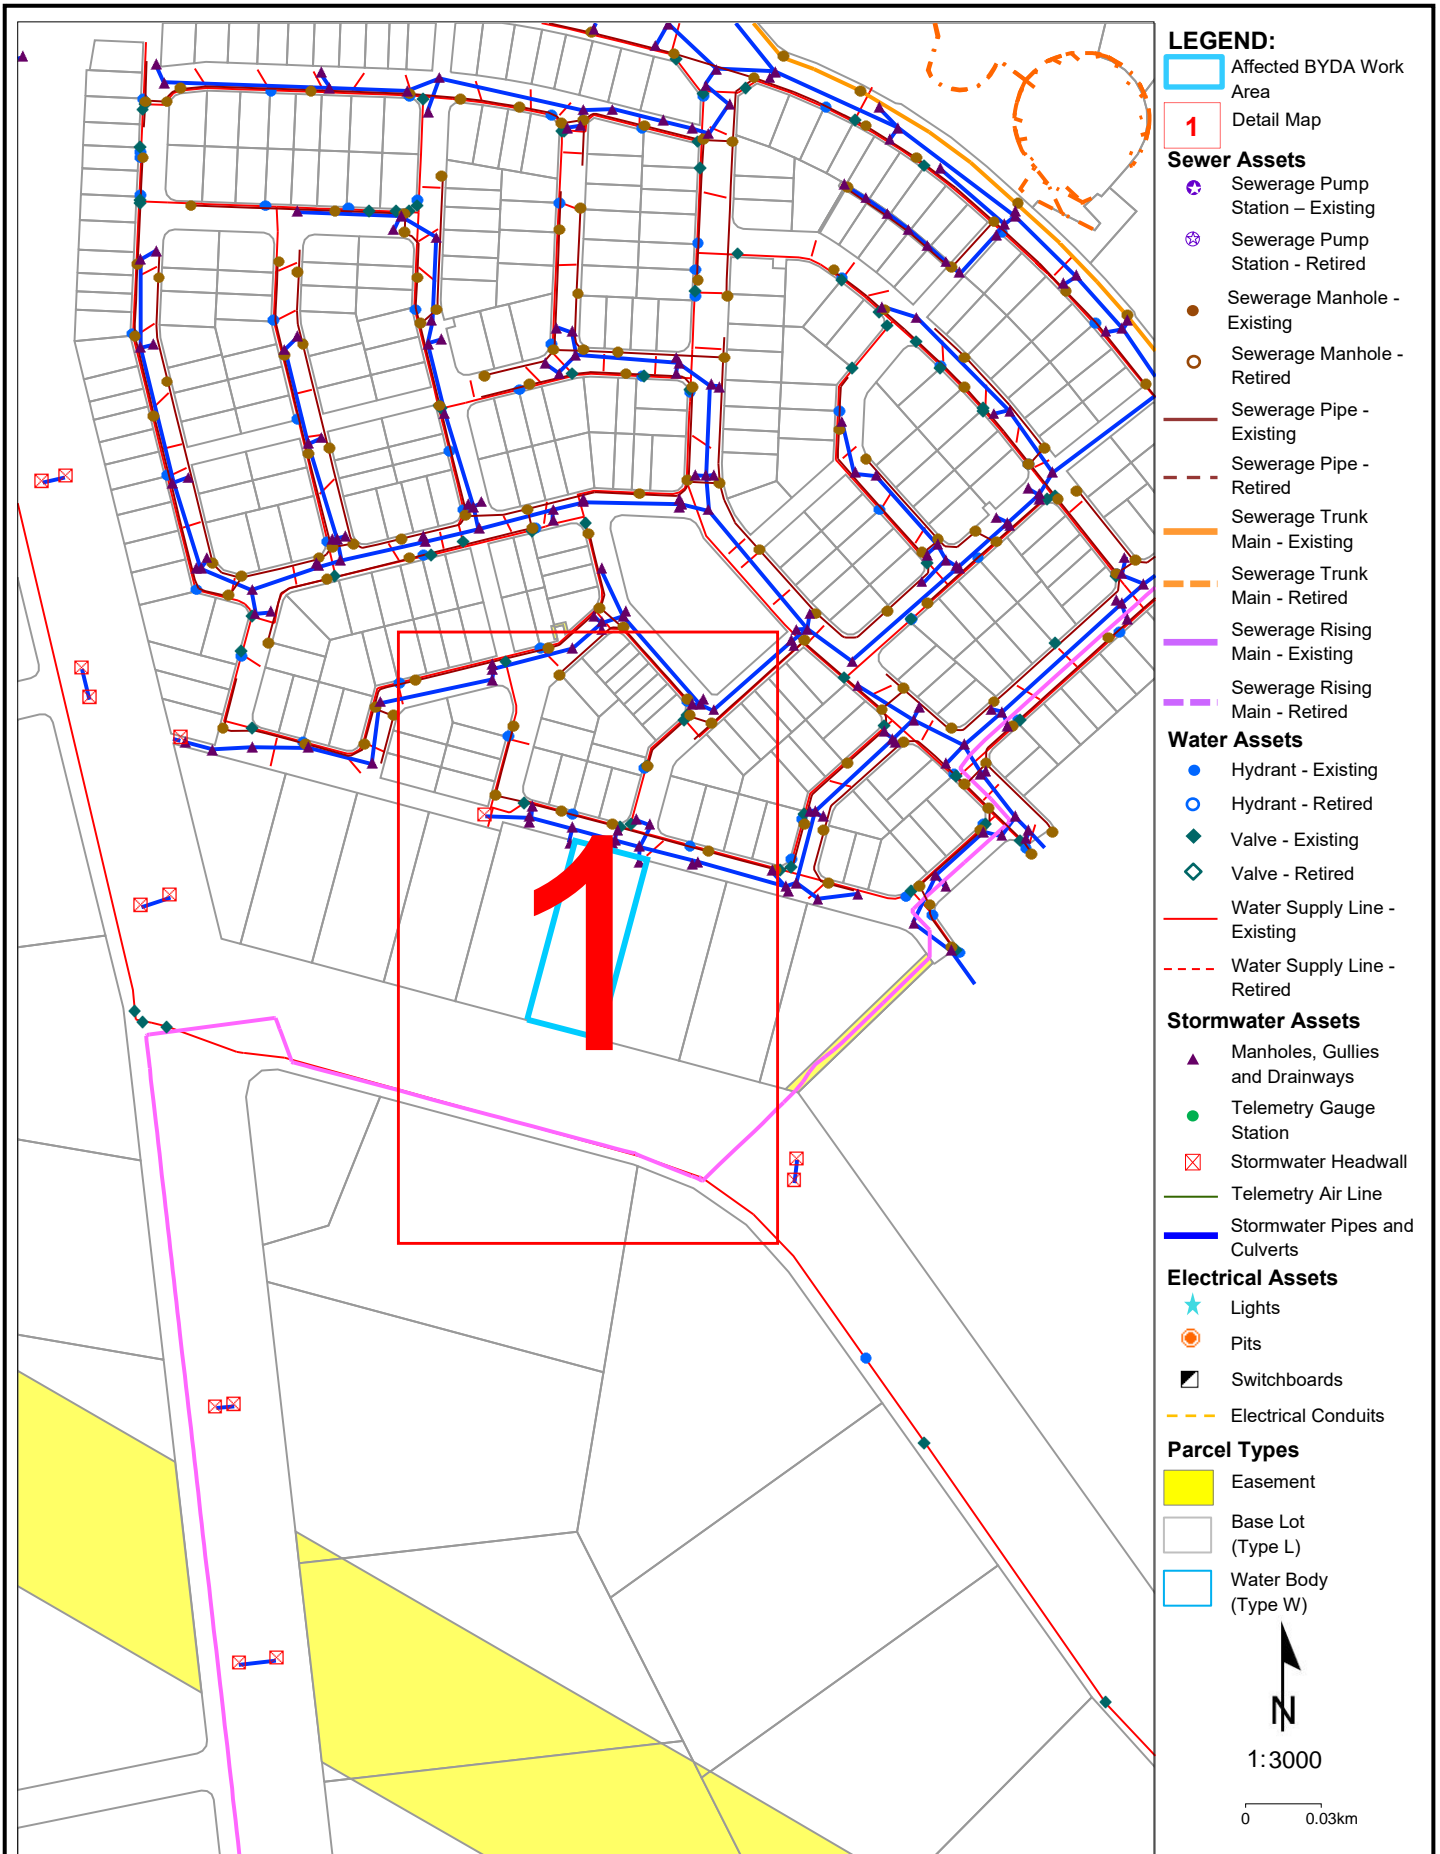 LEGEND:
Affected BYDA Work
Area
1
Detail Map
Sewer Assets
Sewerage Pump
Station – Existing
Sewerage Pump
Station - Retired
Sewerage Manhole -
Existing
Sewerage Manhole -
Retired
Sewerage Pipe -
Existing
Sewerage Pipe -
Retired
Sewerage Trunk
Main - Existing
Sewerage Trunk
Main - Retired
Sewerage Rising
Main - Existing
Sewerage Rising
Main - Retired
Water Assets
Hydrant - Existing
Hydrant - Retired
Valve - Existing
Valve - Retired
Water Supply Line -
Existing
Water Supply Line -
Retired
Stormwater Assets
Manholes, Gullies
and Drainways
Telemetry Gauge
Station
Stormwater Headwall
Telemetry Air Line
Stormwater Pipes and
Culverts
Electrical Assets
Lights
Pits
Switchboards
Electrical Conduits
Parcel Types
Easement
Base Lot
(Type L)
Water Body
(Type W)
N
1:3000
0 0.03km
1